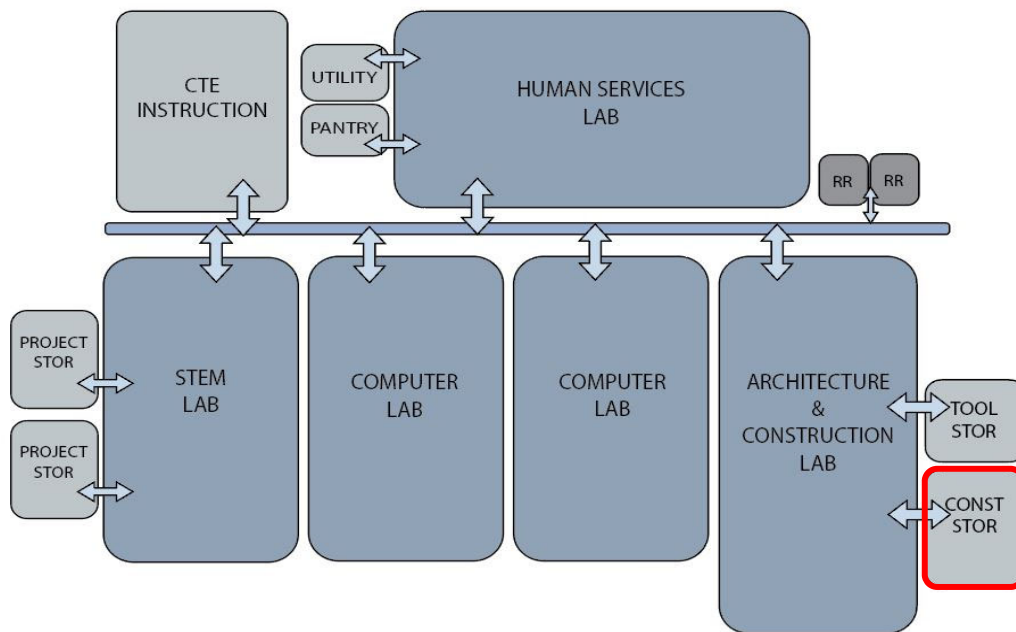 CTE
INSTRUCTION
UTILITY
PANTRY
HUMAN SERVICES
LAB
RR
RR
PROJECT
STOR
PROJECT
STOR
STEM
LAB
COMPUTER
LAB
COMPUTER
LAB
ARCHITECTURE
&
CONSTRUCTION
LAB
TOOL
STOR
CONST
STOR